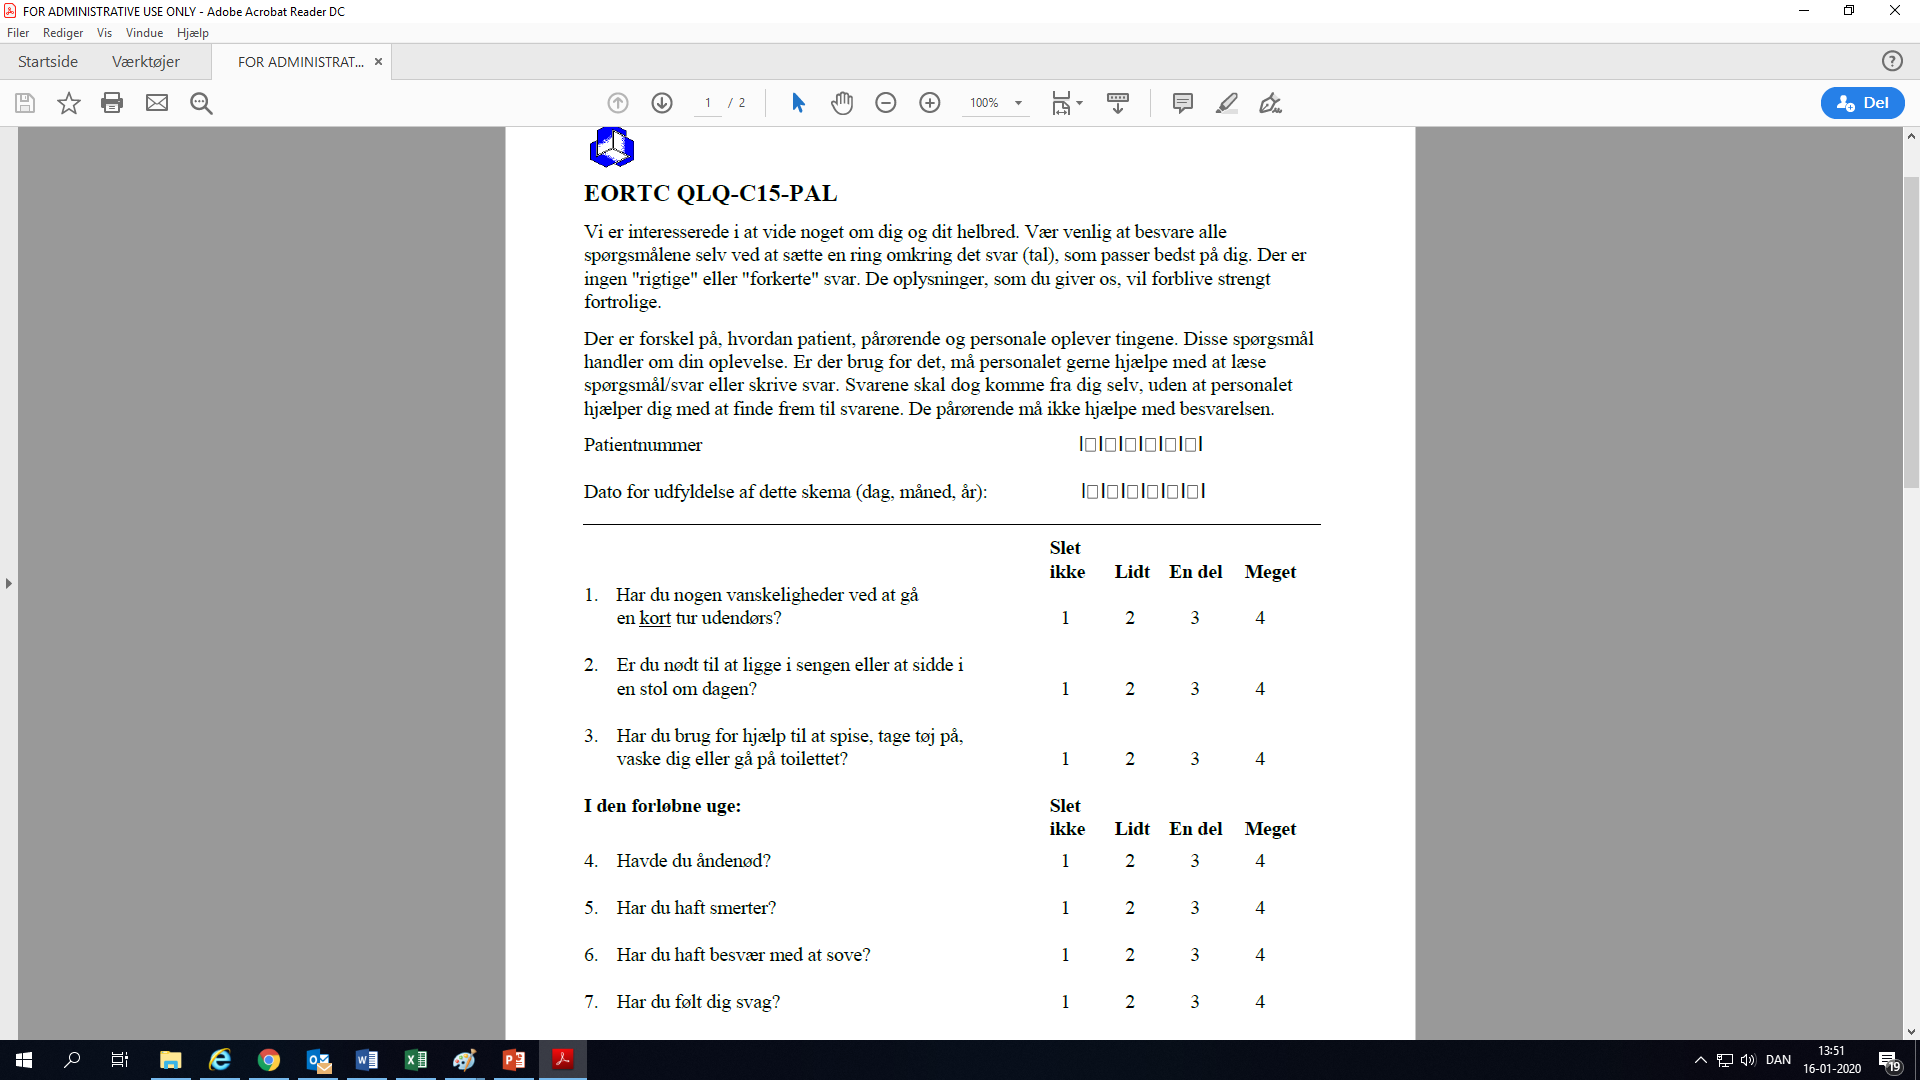 FOR ADMINISTRATIVE USE ONLY - Adobe Acrobat Reader DC
Filer Rediger Vis Vindue Hjælp
Startside Værktøjer FOR ADMINISTRAT... ×
1 / 2 100% Del
EORTC QLQ-C15-PAL
Vi er interesserede i at vide noget om dig og dit helbred. Vær venlig at besvare alle
spørgsmålene selv ved at sætte en ring omkring det svar (tal), som passer bedst på dig. Der er
ingen "rigtige" eller "forkerte" svar. De oplysninger, som du giver os, vil forblive strengt
fortrolige.
Der er forskel på, hvordan patient, pårørende og personale oplever tingene. Disse spørgsmål
handler om din oplevelse. Er der brug for det, må personalet gerne hjælpe med at læse
spørgsmål/svar eller skrive svar. Svarene skal dog komme fra dig selv, uden at personalet
hjælper dig med at finde frem til svarene. De pårørende må ikke hjælpe med besvarelsen.
Patientnummer
Dato for udfyldelse af dette skema (dag, måned, år):
Slet
ikke Lidt En del Meget
1. Har du nogen vanskeligheder ved at gå
en kort tur udendørs? 1 2 3 4
2. Er du nødt til at ligge i sengen eller at sidde i
en stol om dagen? 1 2 3 4
3. Har du brug for hjælp til at spise, tage tøj på,
vaske dig eller gå på toilettet? 1 2 3 4
I den forløbne uge: Slet
ikke Lidt En del Meget
4. Havde du åndenød? 1 2 3 4
5. Har du haft smerter? 1 2 3 4
6. Har du haft besvær med at sove? 1 2 3 4
7. Har du følt dig svag? 1 2 3 4
DAN 13:51
16-01-2020 19